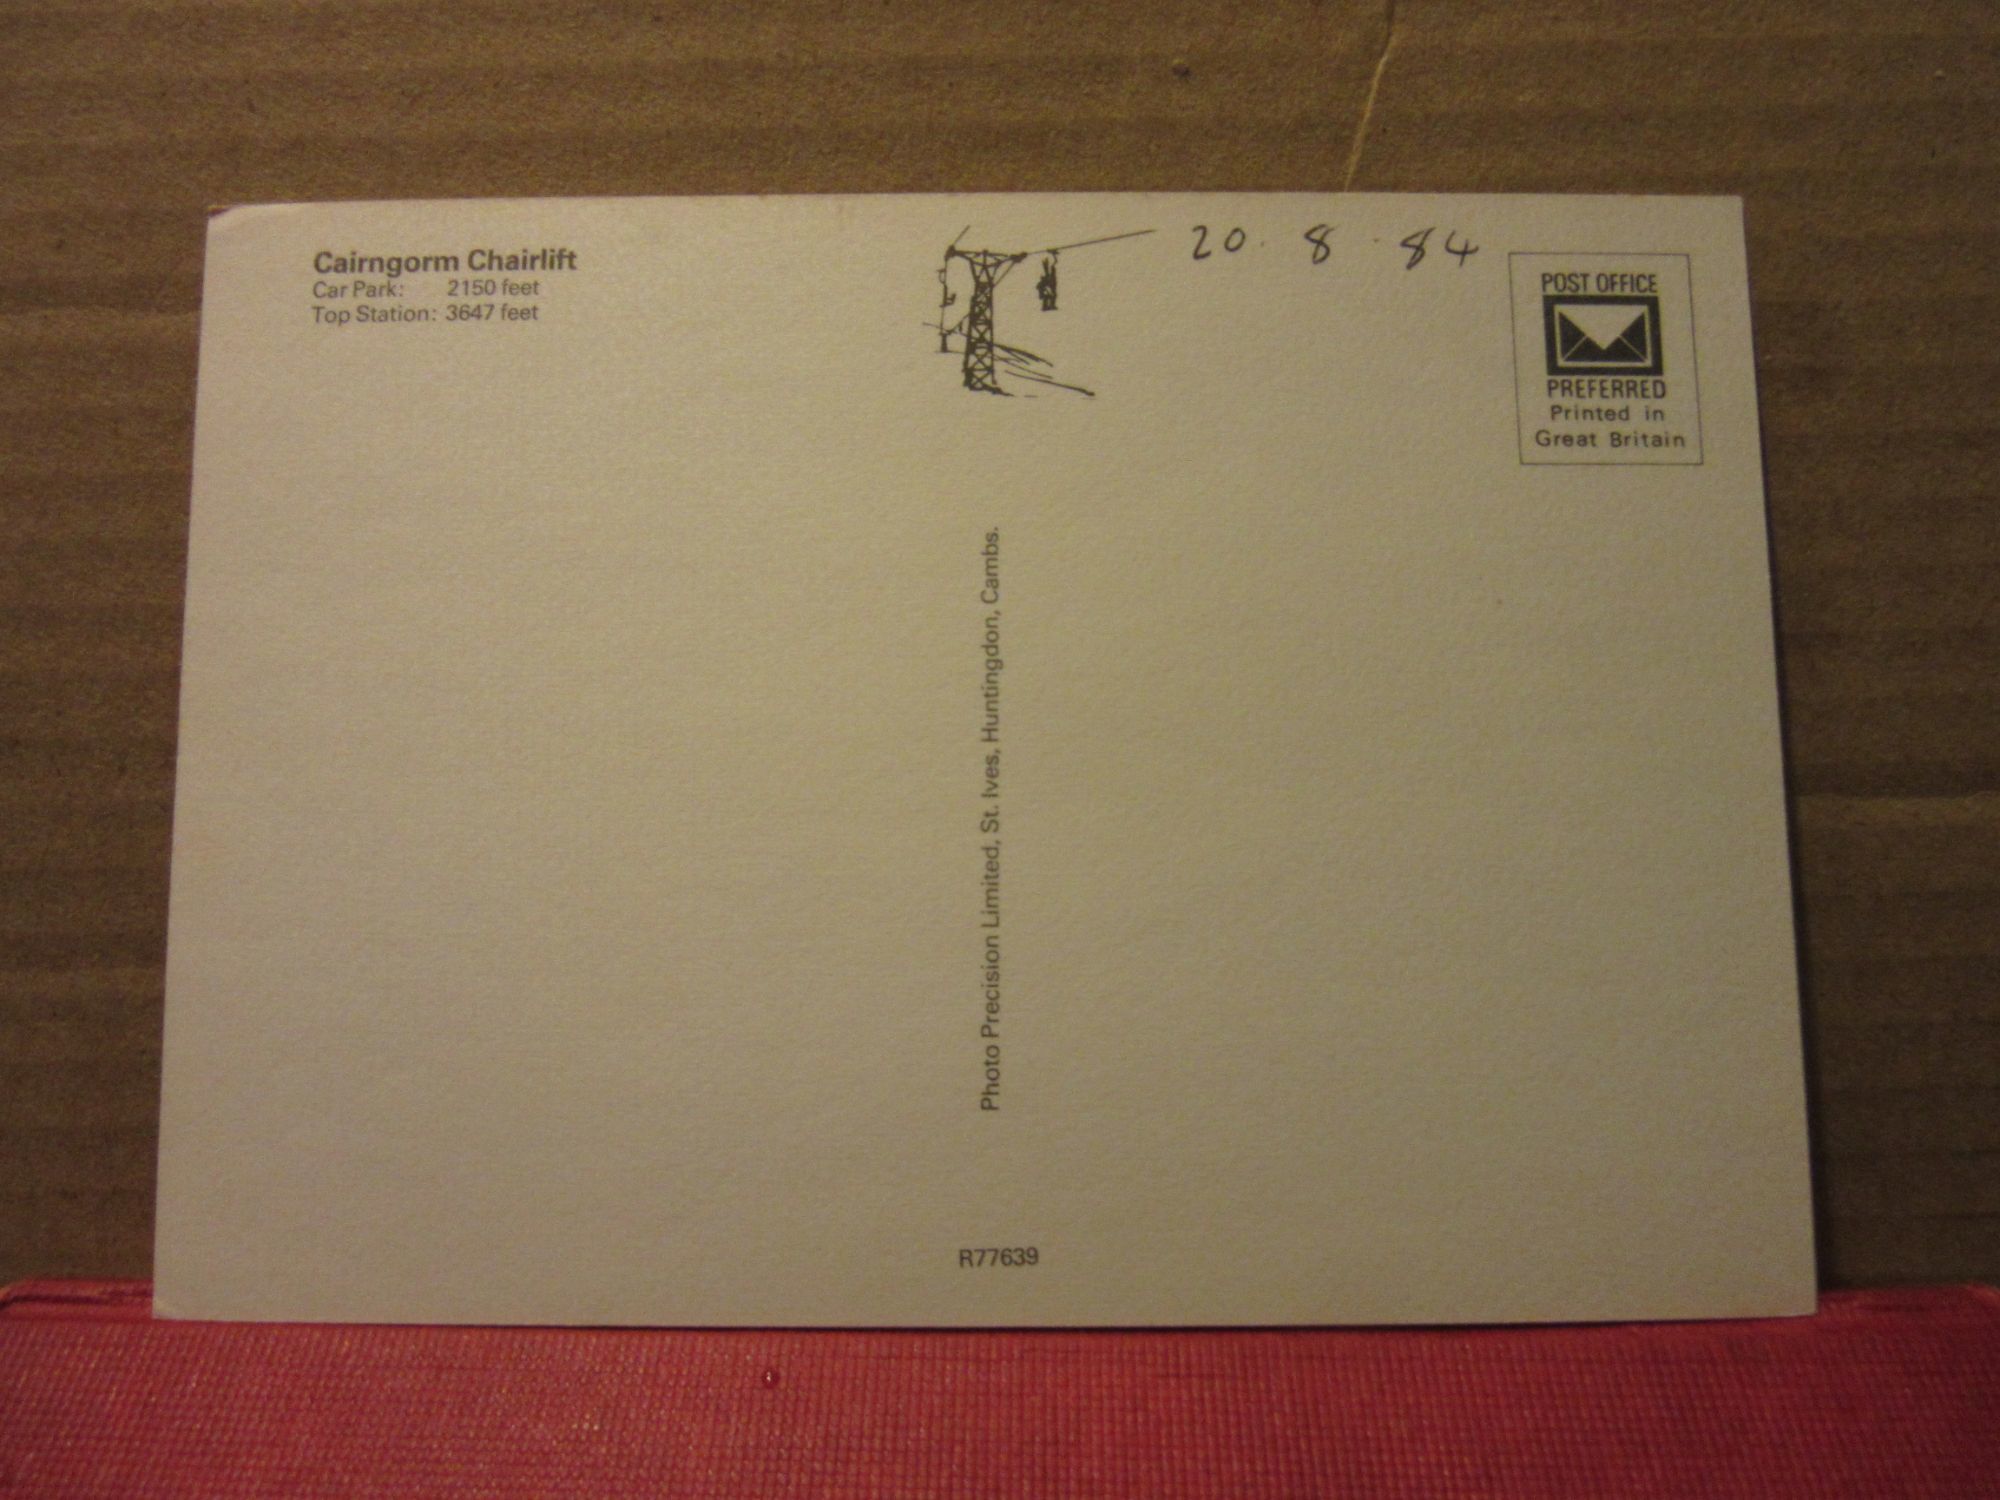 Cairngorm Chairlift
Car Park: 2150 feet
Top Station: 3647 feet
20. 8. 84
POST OFFICE
PREFERRED
Printed in
Great Britain
Photo Precision Limited, St. Ives, Huntingdon, Cambs.
R77639